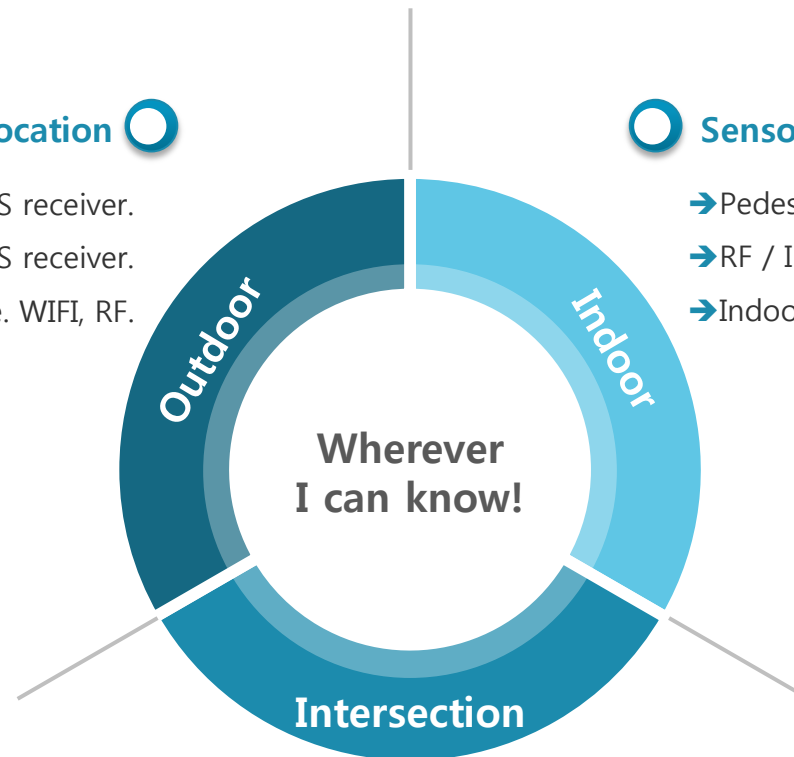 ocation
S receiver.
S receiver.
. WIFI, RF.
Senso
➔Pedes
➔RF / I
➔Indoo
Outdoor
Indoor
Wherever
I can know!
Intersection